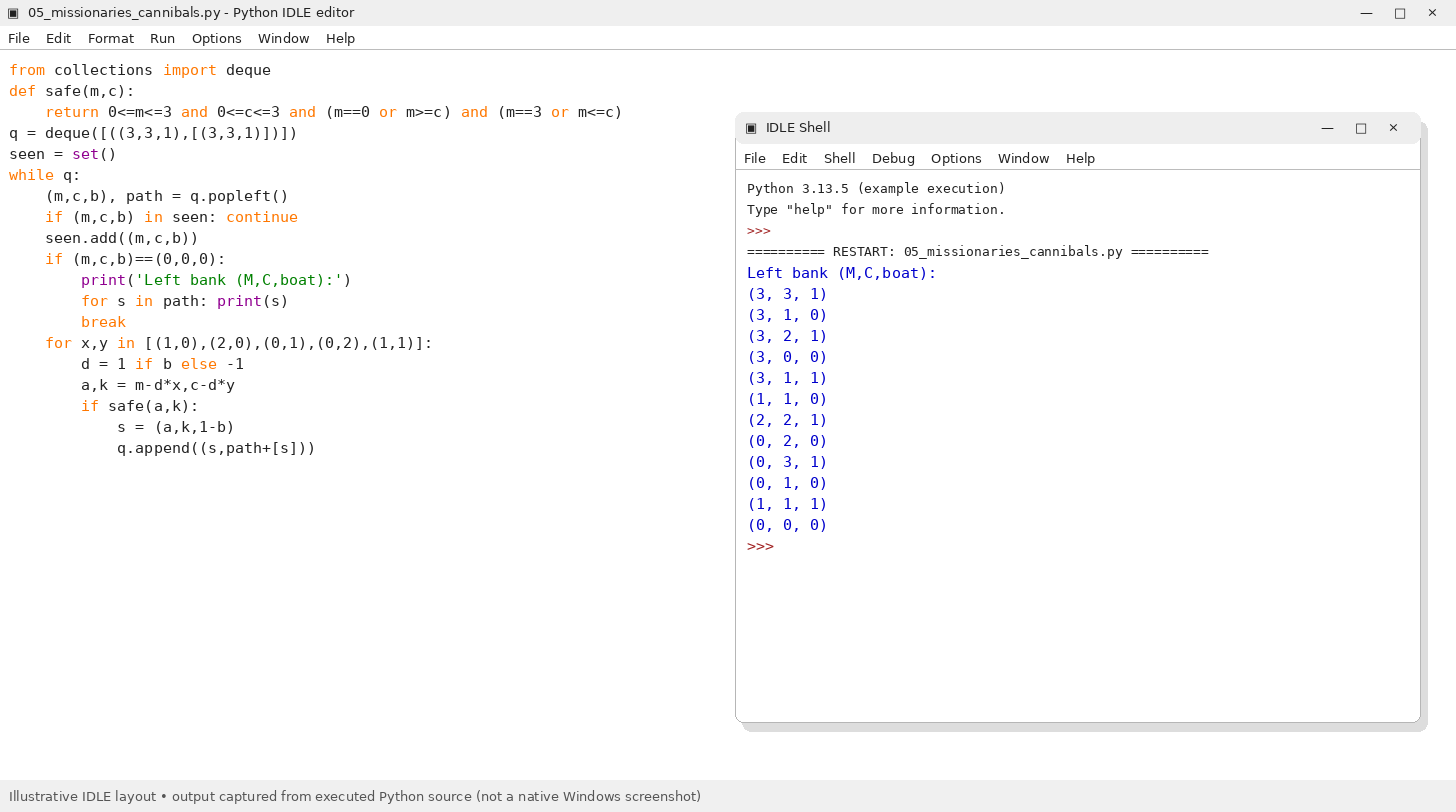 05_missionaries_cannibals.py - Python IDLE editor
File Edit Format Run Options Window Help
from collections import deque
def safe(m,c):
    return 0<=m<=3 and 0<=c<=3 and (m==0 or m>=c) and (m==3 or m<=c)
q = deque([((3,3,1),[(3,3,1)])])
seen = set()
while q:
    (m,c,b), path = q.popleft()
    if (m,c,b) in seen: continue
    seen.add((m,c,b))
    if (m,c,b)==(0,0,0):
        print('Left bank (M,C,boat):')
        for s in path: print(s)
        break
    for x,y in [(1,0),(2,0),(0,1),(0,2),(1,1)]:
        d = 1 if b else -1
        a,k = m-d*x,c-d*y
        if safe(a,k):
            s = (a,k,1-b)
            q.append((s,path+[s]))
IDLE Shell
File Edit Shell Debug Options Window Help
Python 3.13.5 (example execution)
Type "help" for more information.
>>>
========== RESTART: 05_missionaries_cannibals.py ==========
Left bank (M,C,boat):
(3, 3, 1)
(3, 1, 0)
(3, 2, 1)
(3, 0, 0)
(3, 1, 1)
(1, 1, 0)
(2, 2, 1)
(0, 2, 0)
(0, 3, 1)
(0, 1, 0)
(1, 1, 1)
(0, 0, 0)
>>>
Illustrative IDLE layout • output captured from executed Python source (not a native Windows screenshot)